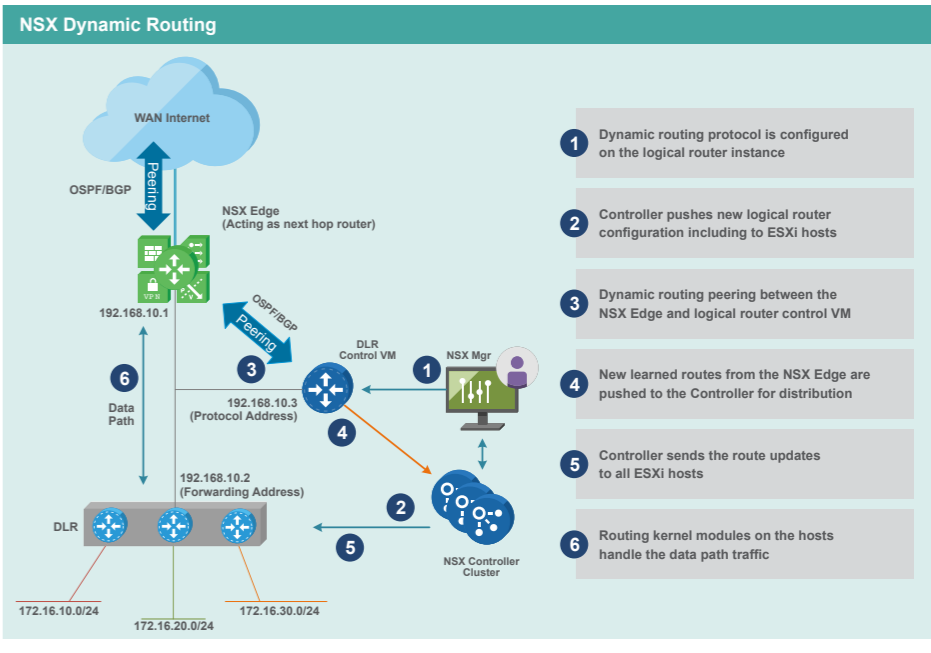 NSX Dynamic Routing
WAN Internet
Peering
OSPF/BGP
NSX Edge
(Acting as next hop router)
VPN
192.168.10.1
OSPF/BGP
Peering
3
6
Data
Path
DLR
Control VM
NSX Mgr
1
192.168.10.3
(Protocol Address)
4
192.168.10.2
(Forwarding Address)
DLR
2
5
NSX Controller
Cluster
172.16.10.0/24
172.16.20.0/24
172.16.30.0/24
1
Dynamic routing protocol is configured
on the logical router instance
2
Controller pushes new logical router
configuration including to ESXi hosts
3
Dynamic routing peering between the
NSX Edge and logical router control VM
4
New learned routes from the NSX Edge are
pushed to the Controller for distribution
5
Controller sends the route updates
to all ESXi hosts
6
Routing kernel modules on the hosts
handle the data path traffic